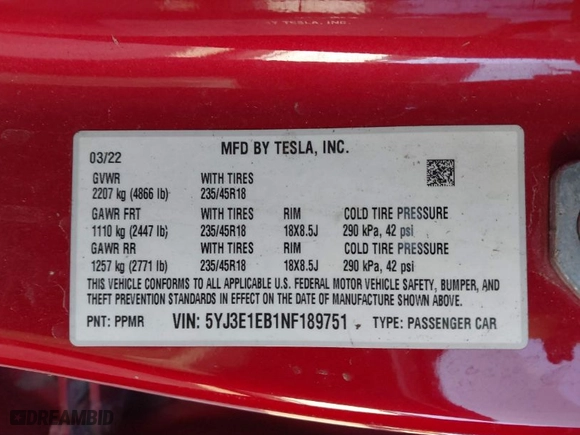 BY TESLA, INC.
MFD BY TESLA, INC.
03/22
GVWR WITH TIRES
2207 kg (4866 lb) 235/45R18
GAWR FRT WITH TIRES RIM COLD TIRE PRESSURE
1110 kg (2447 lb) 235/45R18 18X8.5J 290 kPa, 42 psi
GAWR RR WITH TIRES RIM COLD TIRE PRESSURE
1257 kg (2771 lb) 235/45R18 18X8.5J 290 kPa, 42 psi
THIS VEHICLE CONFORMS TO ALL APPLICABLE U.S. FEDERAL MOTOR VEHICLE SAFETY, BUMPER, AND
THEFT PREVENTION STANDARDS IN EFFECT ON THE DATE OF MANUFACTURE SHOWN ABOVE.
PNT: PPMR VIN: 5YJ3E1EB1NF189751 TYPE: PASSENGER CAR
DREAMBID